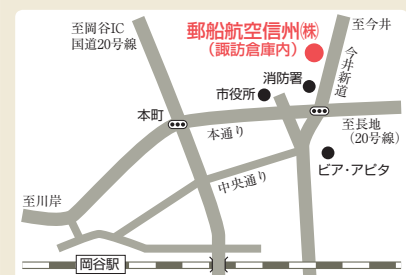 至岡谷IC
国道20号線
郵船航空信州㈱
（諏訪倉庫内）
至今井
今井新道
消防署
市役所
本町
本通り
至長地
（20号線）
ビア・アピタ
中央通り
至川岸
岡谷駅